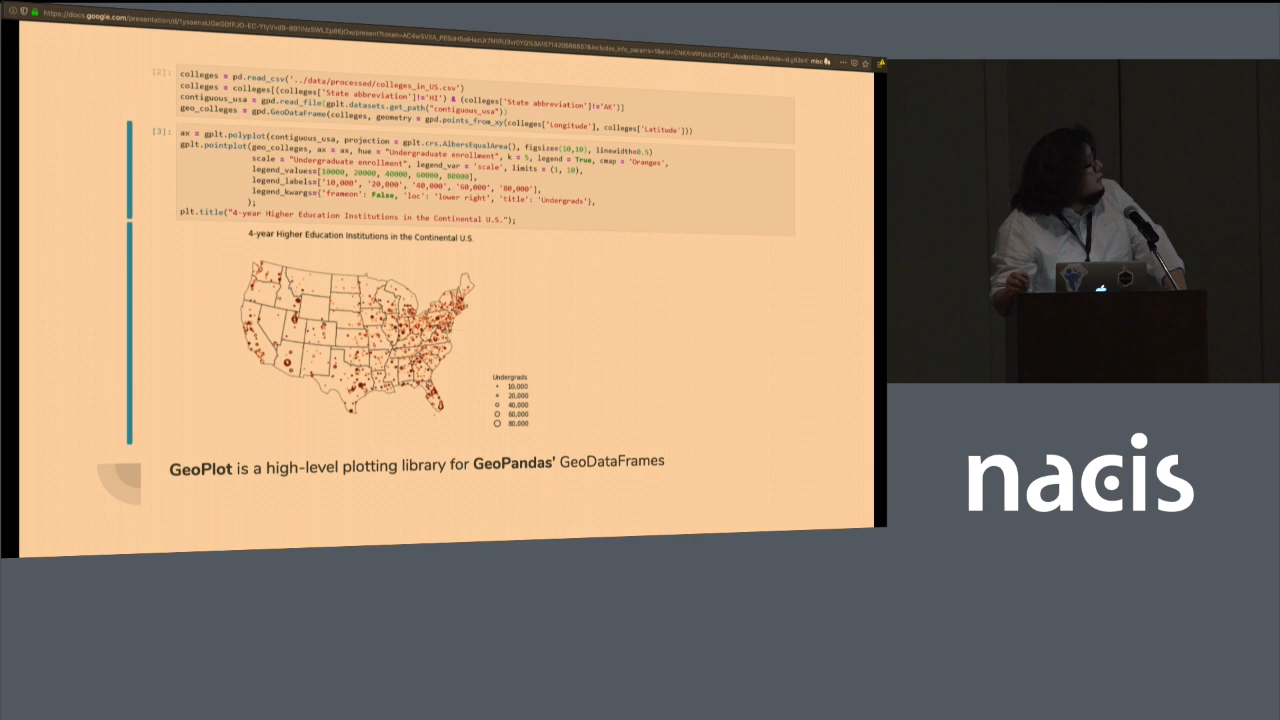 [2]:
colleges = pd.read_csv('../data/processed/colleges_in_US.csv')
colleges = colleges[(colleges['State abbreviation']!='HI') & (colleges['State abbreviation']!='AK')]
contiguous_usa = gpd.read_file(gplt.datasets.get_path("contiguous_usa"))
geo_colleges = gpd.GeoDataFrame(colleges, geometry = gpd.points_from_xy(colleges['Longitude'], colleges['Latitude']))
[3]:
ax = gplt.polyplot(contiguous_usa, projection = gplt.crs.AlbersEqualArea(), figsize=(10,10), linewidth=0.5)
gplt.pointplot(geo_colleges, ax = ax, hue = "Undergraduate enrollment", k = 5, legend = True, cmap = 'Oranges',
scale = "Undergraduate enrollment", legend_var = 'scale', limits = (1, 10),
legend_values=[10000, 20000, 40000, 60000, 80000],
legend_labels=['10,000', '20,000', '40,000', '60,000', '80,000'],
legend_kwargs={'frameon': False, 'loc': 'lower right', 'title': 'Undergrads'},
);
plt.title("4-year Higher Education Institutions in the Continental U.S.");
4-year Higher Education Institutions in the Continental U.S.
Undergrads
10,000
20,000
40,000
60,000
80,000
GeoPlot is a high-level plotting library for GeoPandas' GeoDataFrames
nacis